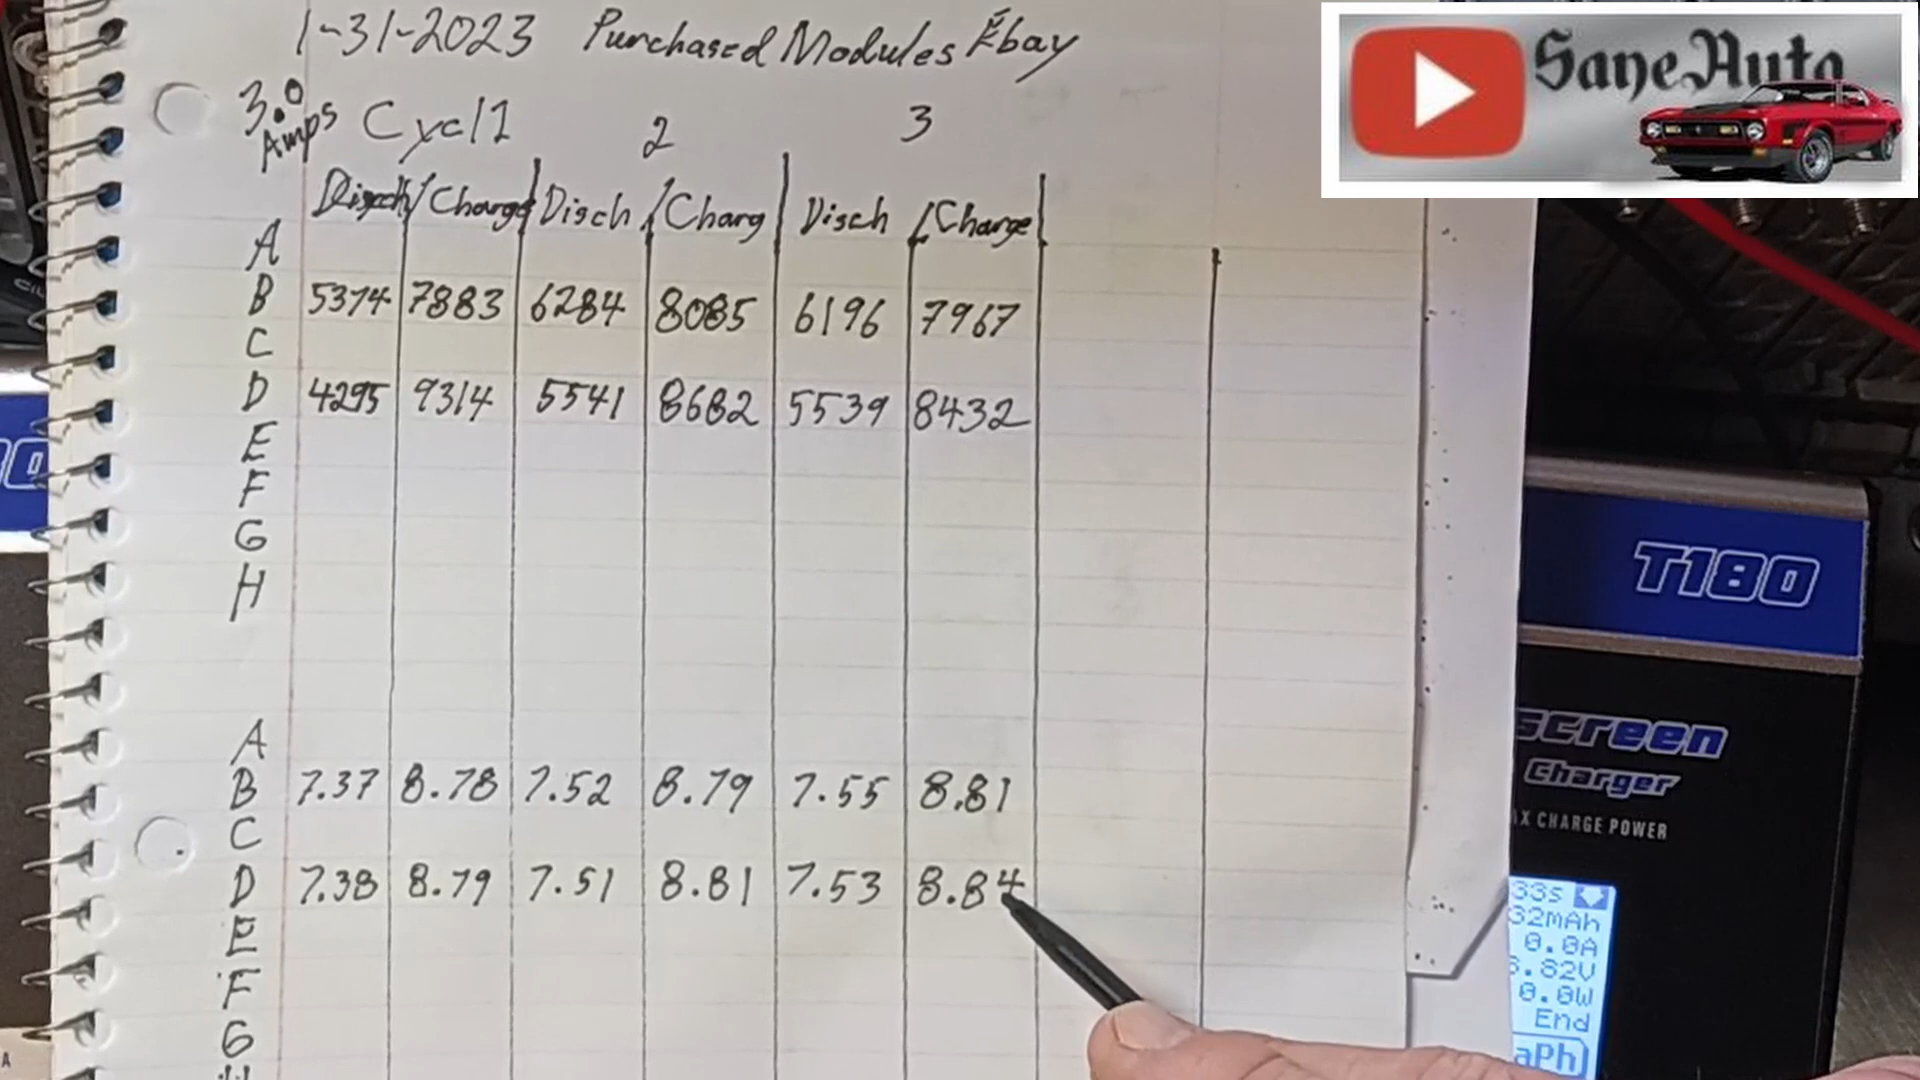 1-31-2023 Purchased Modules Ebay
SaneAuto
3.0 Amps Cycl1 2 3
Disch/Charge Disch/Charg Disch/Charge
A
B 5374 7883 6284 8085 6196 7967
C
D 4295 9314 5541 8682 5539 8432
E
F
G
H
A
B 7.37 8.78 7.52 8.79 7.55 8.81
C
D 7.38 8.79 7.51 8.81 7.53 8.84
E
F
G
T180
screen
Charger
AX CHARGE POWER
33s
32mAh
0.0A
.82V
0.0W
End
aPh